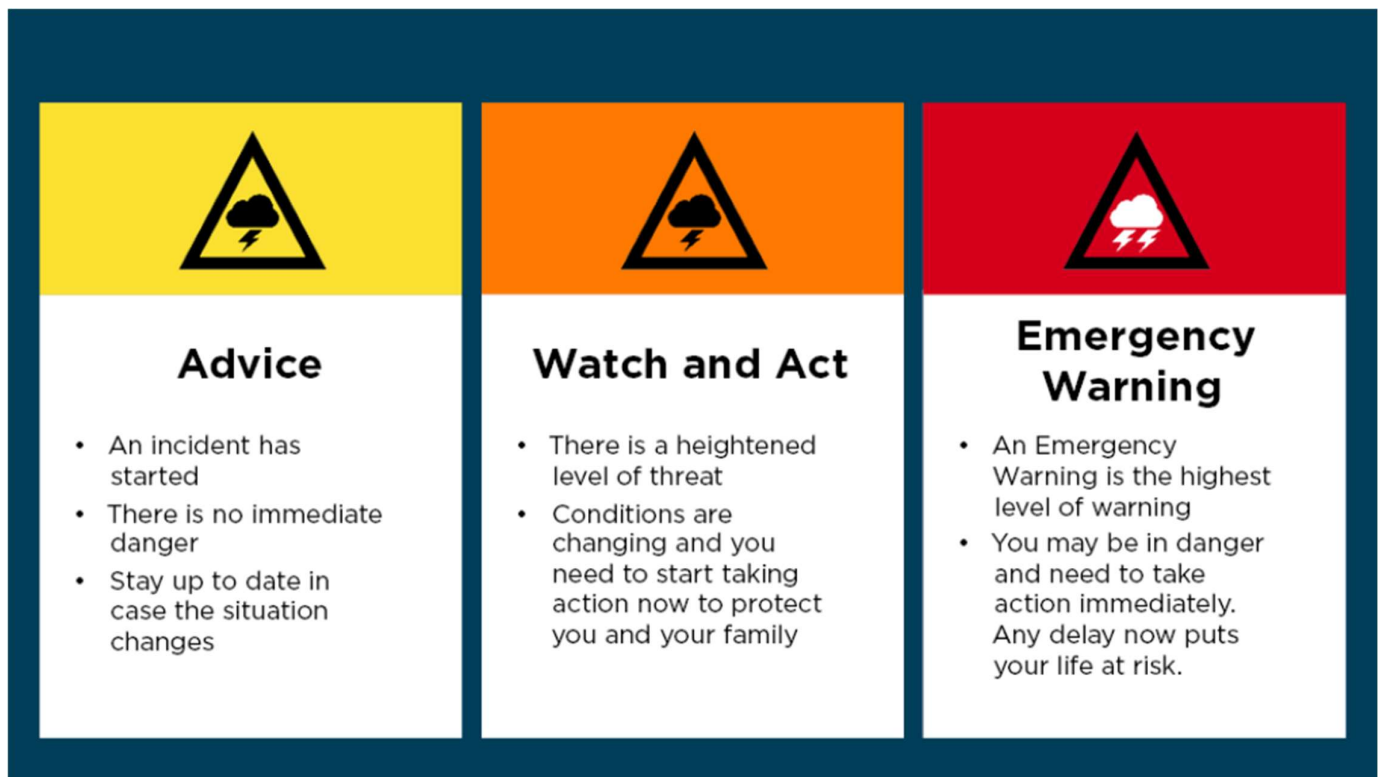 Advice
• An incident has
started
• There is no immediate
danger
• Stay up to date in
case the situation
changes
Watch and Act
• There is a heightened
level of threat
• Conditions are
changing and you
need to start taking
action now to protect
you and your family
Emergency
Warning
• An Emergency
Warning is the highest
level of warning
• You may be in danger
and need to take
action immediately.
Any delay now puts
your life at risk.